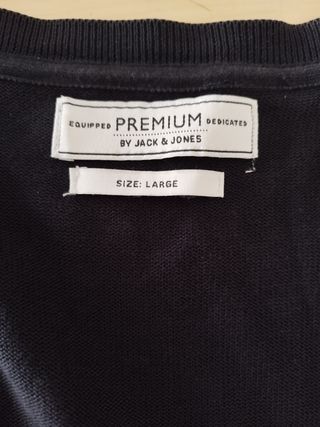 EQUIPPED PREMIUM DEDICATED
BY JACK & JONES
SIZE: LARGE